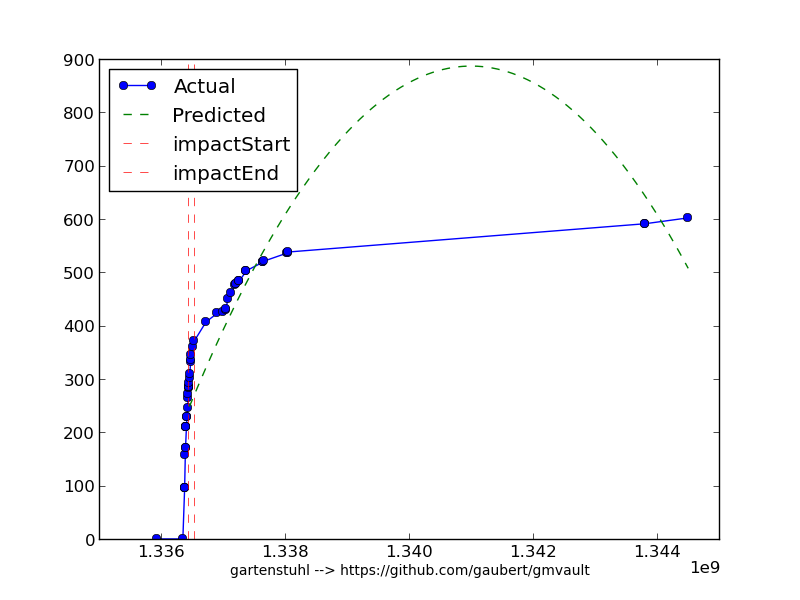 900
800
700
600
500
400
300
200
100
0
Actual
Predicted
impactStart
impactEnd
1.336 1.338 1.340 1.342 1.344
1e9
gartenstuhl --> https://github.com/gaubert/gmvault